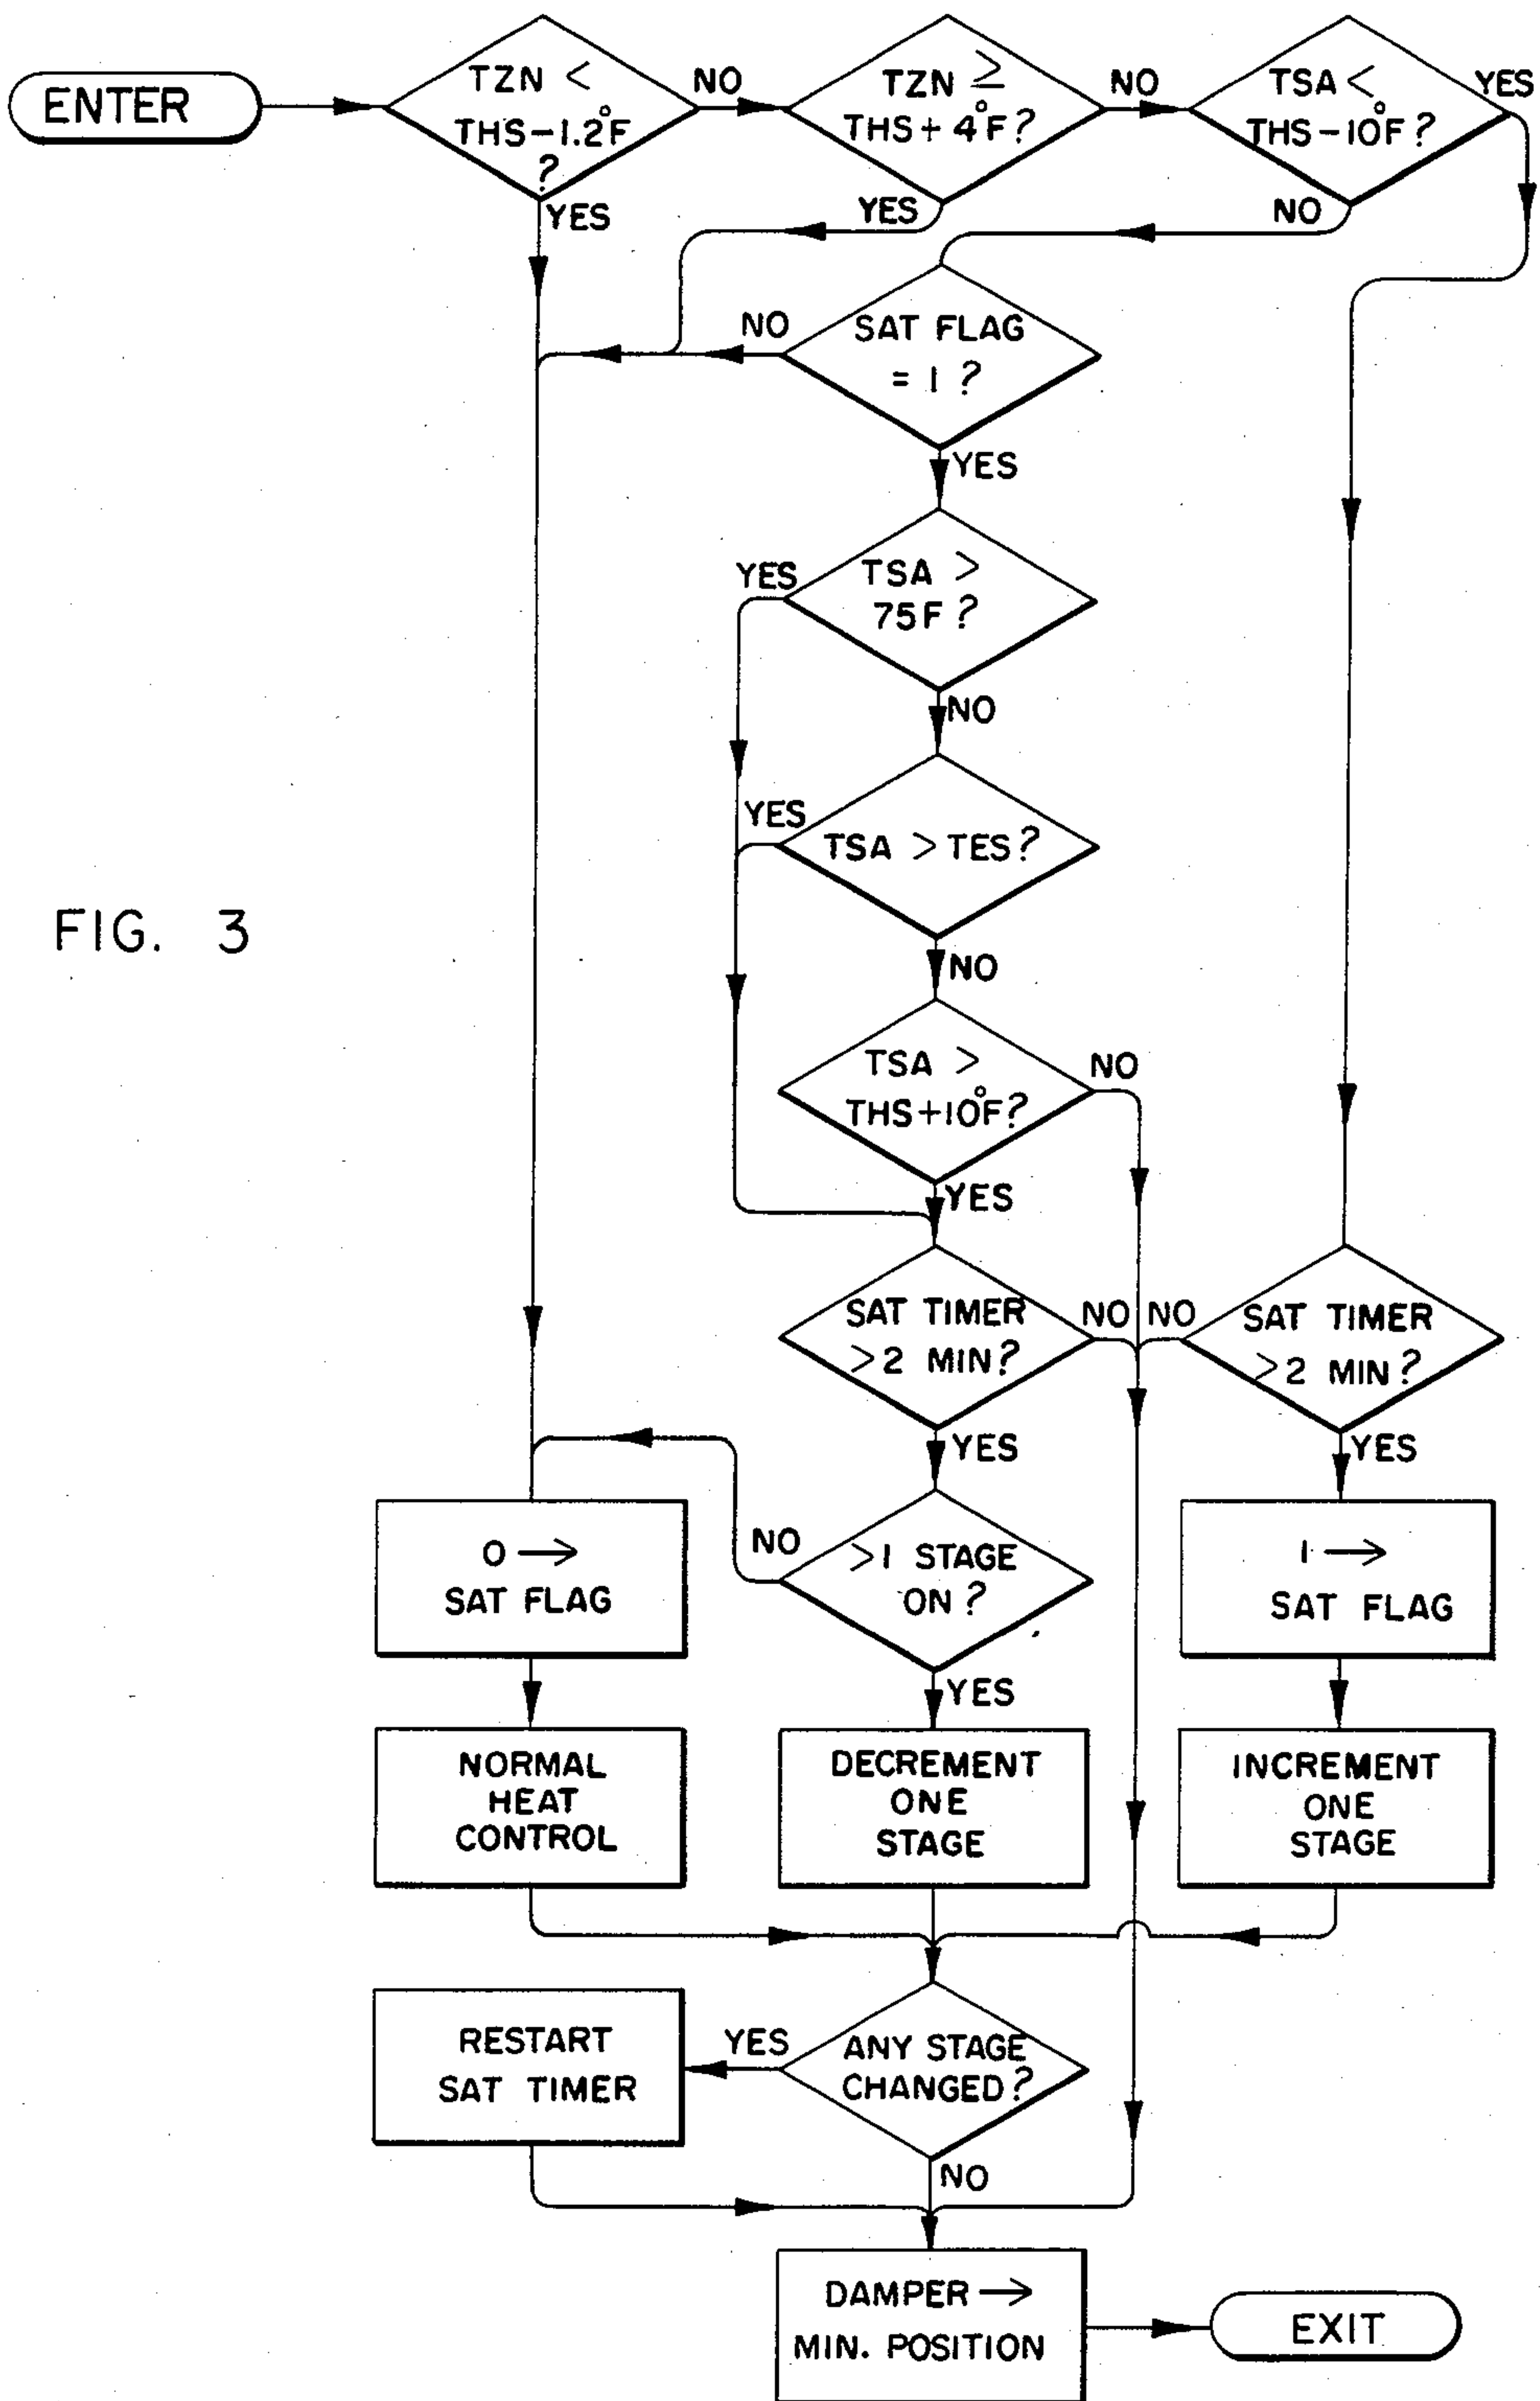 ENTER
TZN <
THS-1.2°F
?
NO
YES
TZN ≥
THS+4°F?
NO
YES
TSA <
THS-10°F?
YES
NO
SAT FLAG
= 1 ?
NO
YES
TSA >
75F ?
YES
NO
TSA > TES?
YES
NO
FIG. 3
TSA >
THS+10°F?
NO
YES
SAT TIMER
>2 MIN?
NO
YES
SAT TIMER
>2 MIN?
NO
YES
0 →
SAT FLAG
>1 STAGE
ON ?
NO
YES
1 →
SAT FLAG
NORMAL
HEAT
CONTROL
DECREMENT
ONE
STAGE
INCREMENT
ONE
STAGE
RESTART
SAT TIMER
YES
ANY STAGE
CHANGED?
NO
DAMPER →
MIN. POSITION
EXIT